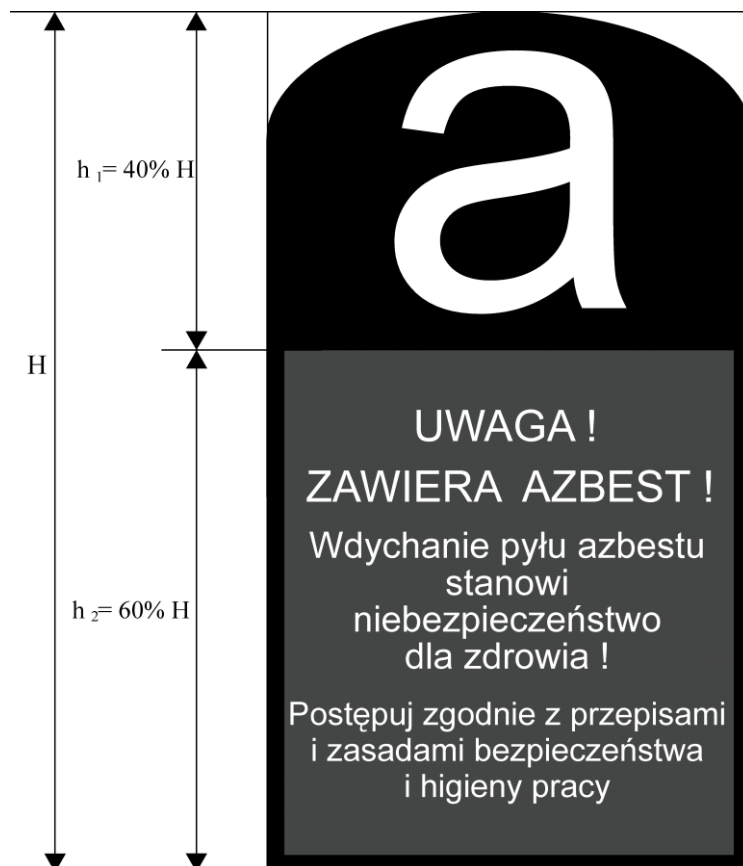 a
h 1= 40% H
H
UWAGA !
ZAWIERA AZBEST !
Wdychanie pyłu azbestu
stanowi
niebezpieczeństwo
dla zdrowia !
h 2= 60% H
Postępuj zgodnie z przepisami
i zasadami bezpieczeństwa
i higieny pracy